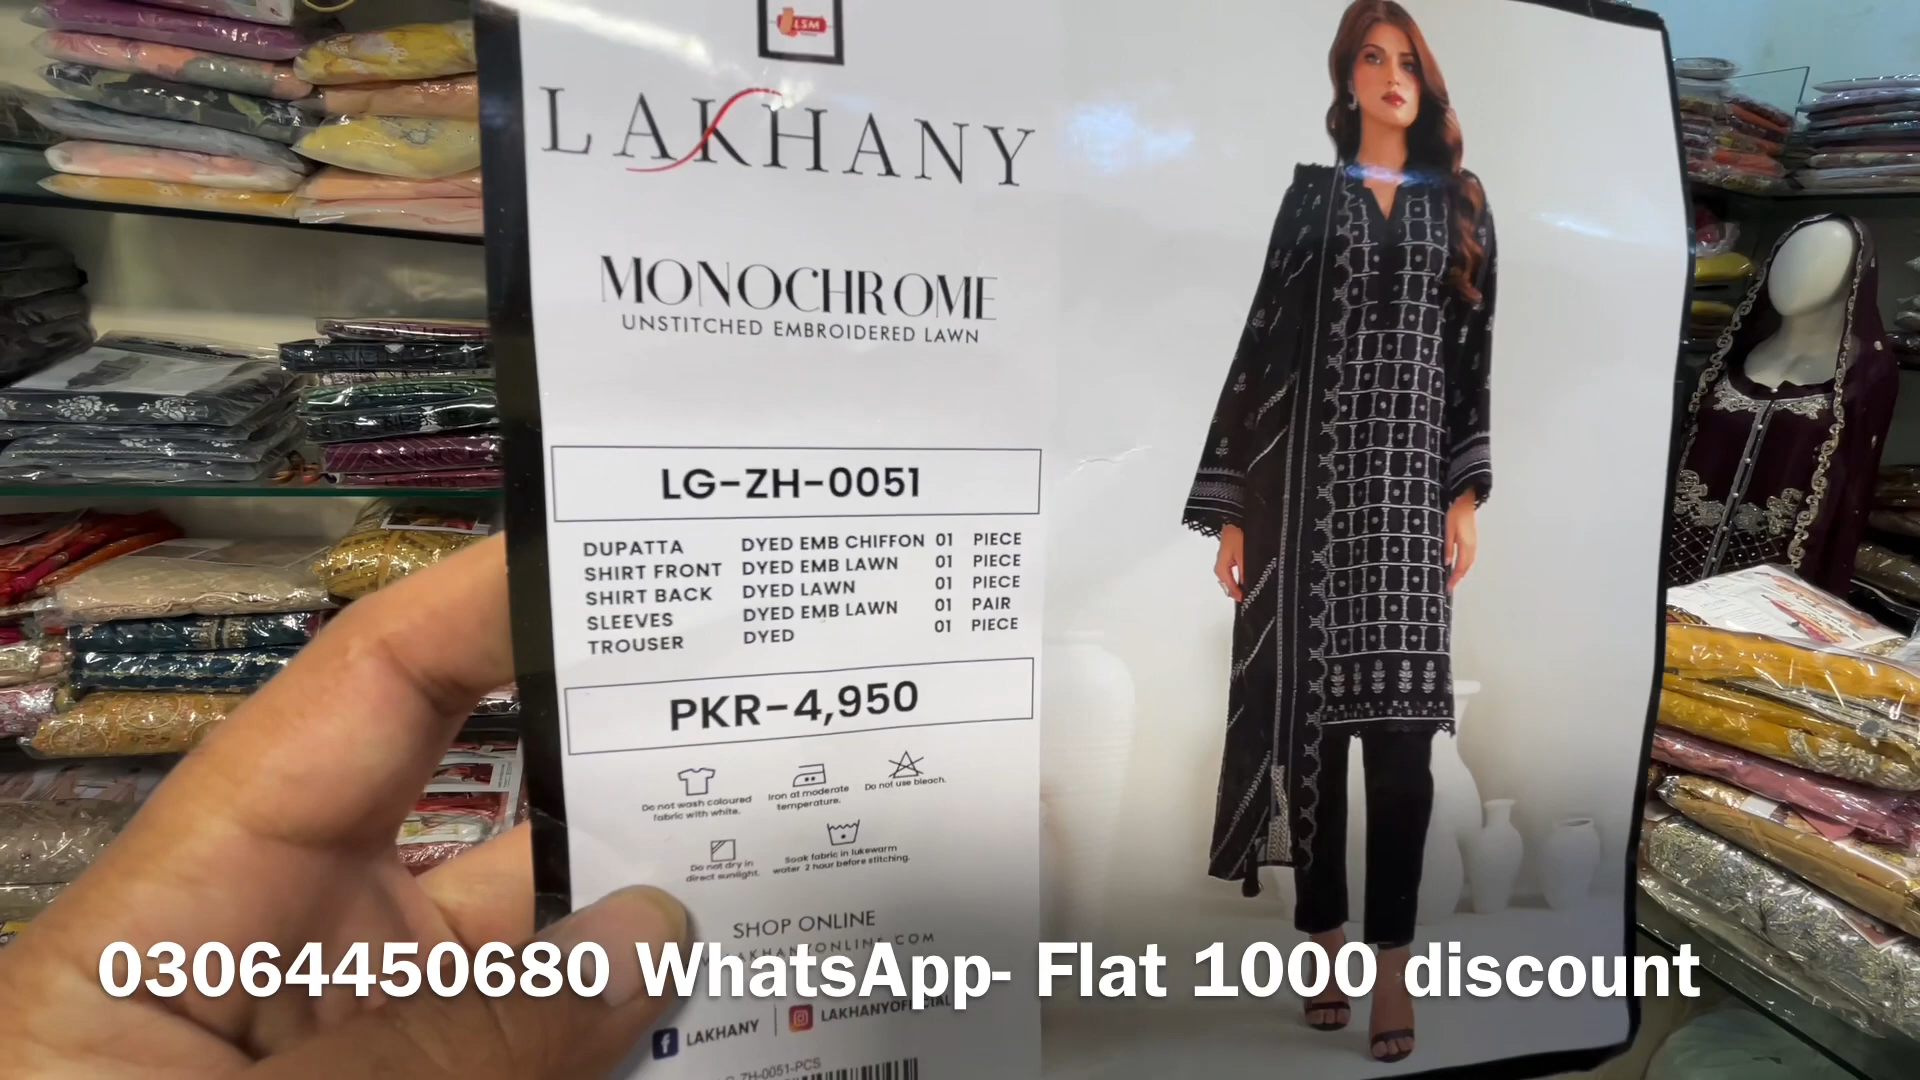 LSM
LAKHANY
MONOCHROME
UNSTITCHED EMBROIDERED LAWN
LG-ZH-0051
DUPATTA DYED EMB CHIFFON 01 PIECE
SHIRT FRONT DYED EMB LAWN 01 PIECE
SHIRT BACK DYED LAWN 01 PIECE
SLEEVES DYED EMB LAWN 01 PAIR
TROUSER DYED 01 PIECE
PKR-4,950
Do not wash coloured
fabric with white.
Iron at moderate
temperature.
Do not use bleach.
Do not dry in
direct sunlight.
Soak fabric in lukewarm
water 2 hour before stitching.
SHOP ONLINE
03064450680 WhatsApp- Flat 1000 discount
LAKHANY
LAKHANYOFFICIAL
-ZH-0051-PCS